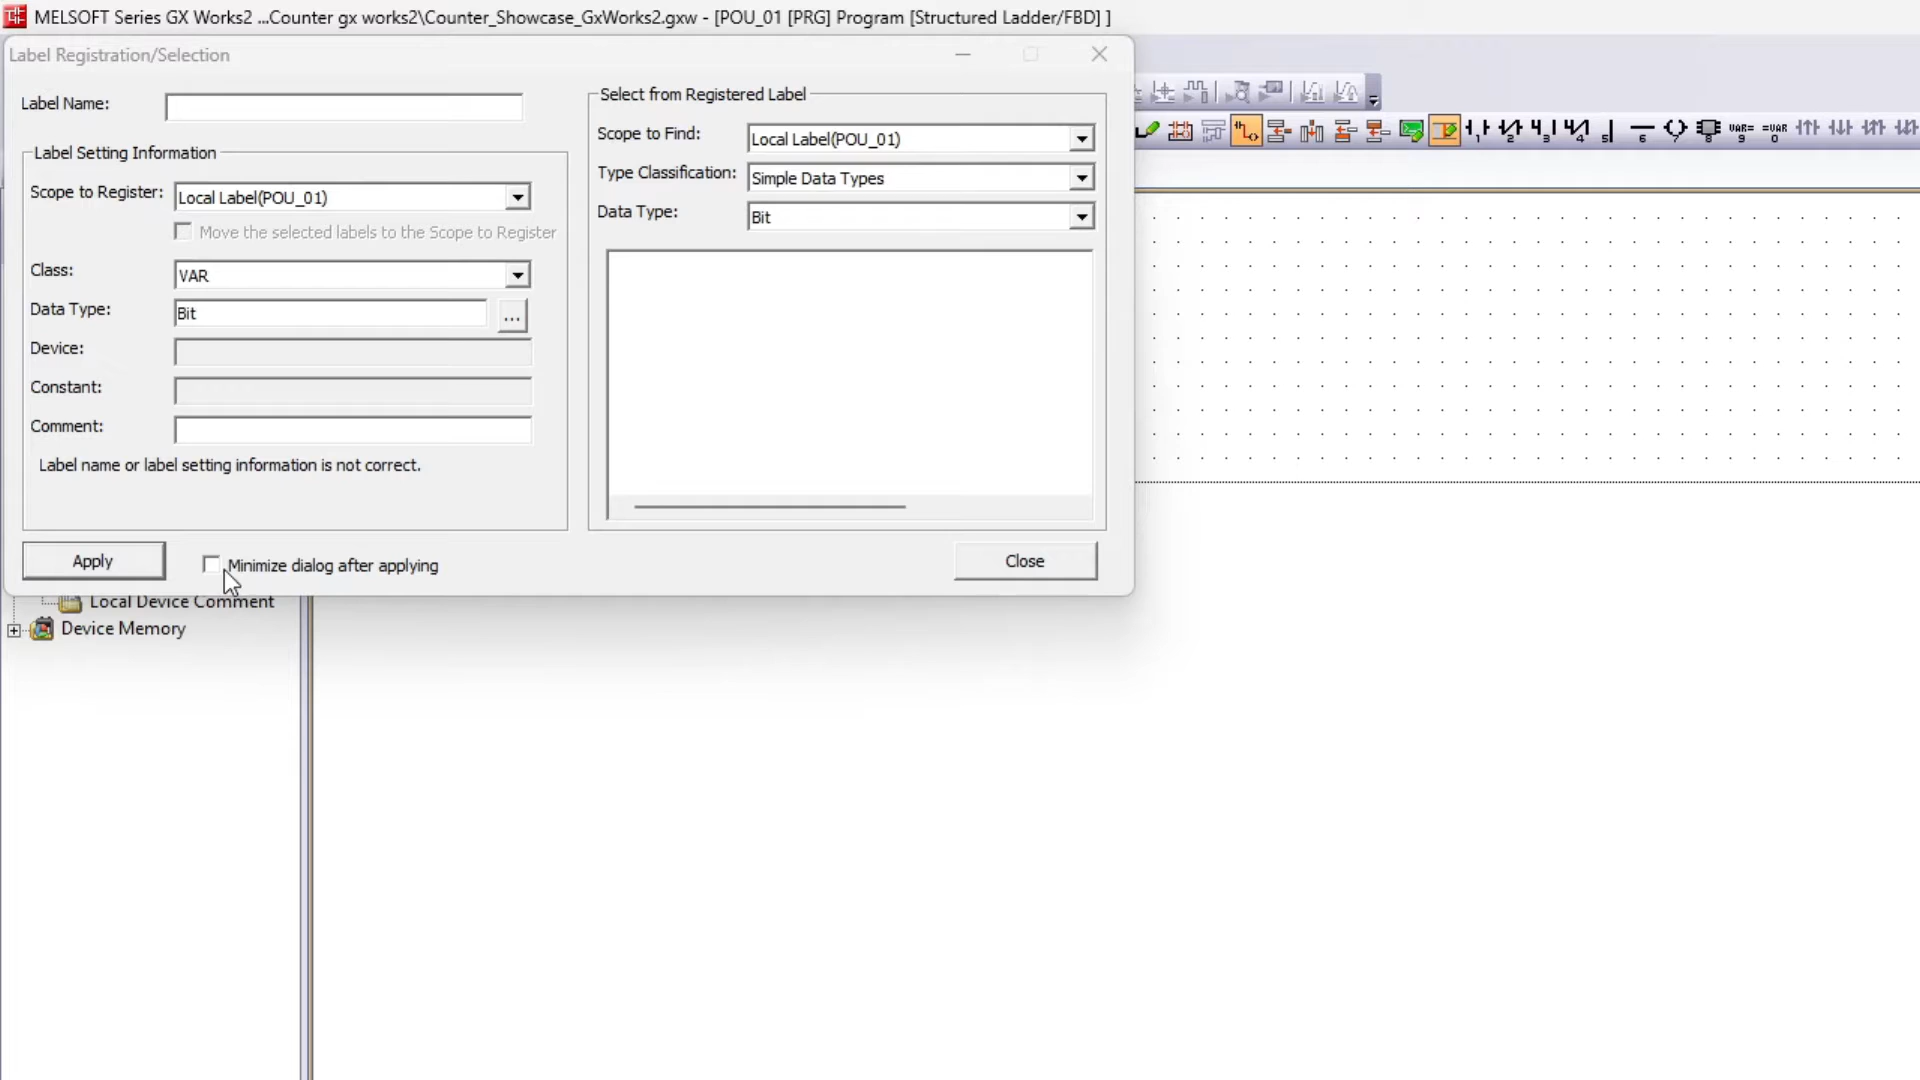 MELSOFT Series GX Works2 ...Counter gx works2\Counter_Showcase_GxWorks2.gxw - [POU_01 [PRG] Program [Structured Ladder/FBD] ]
Label Registration/Selection
Label Name:
Label Setting Information
Scope to Register:
Local Label(POU_01)
Move the selected labels to the Scope to Register
Class:
VAR
Data Type:
Bit
...
Device:
Constant:
Comment:
Label name or label setting information is not correct.
Apply
Minimize dialog after applying
Select from Registered Label
Scope to Find:
Local Label(POU_01)
Type Classification:
Simple Data Types
Data Type:
Bit
Close
Local Device Comment
Device Memory